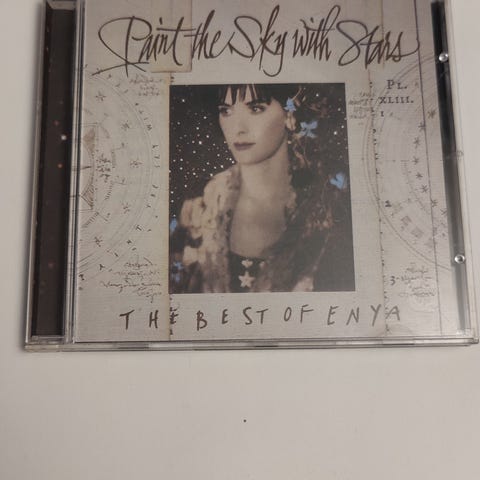 Paint the Sky with Stars
PL.
XLIII.
THE BEST OF ENYA